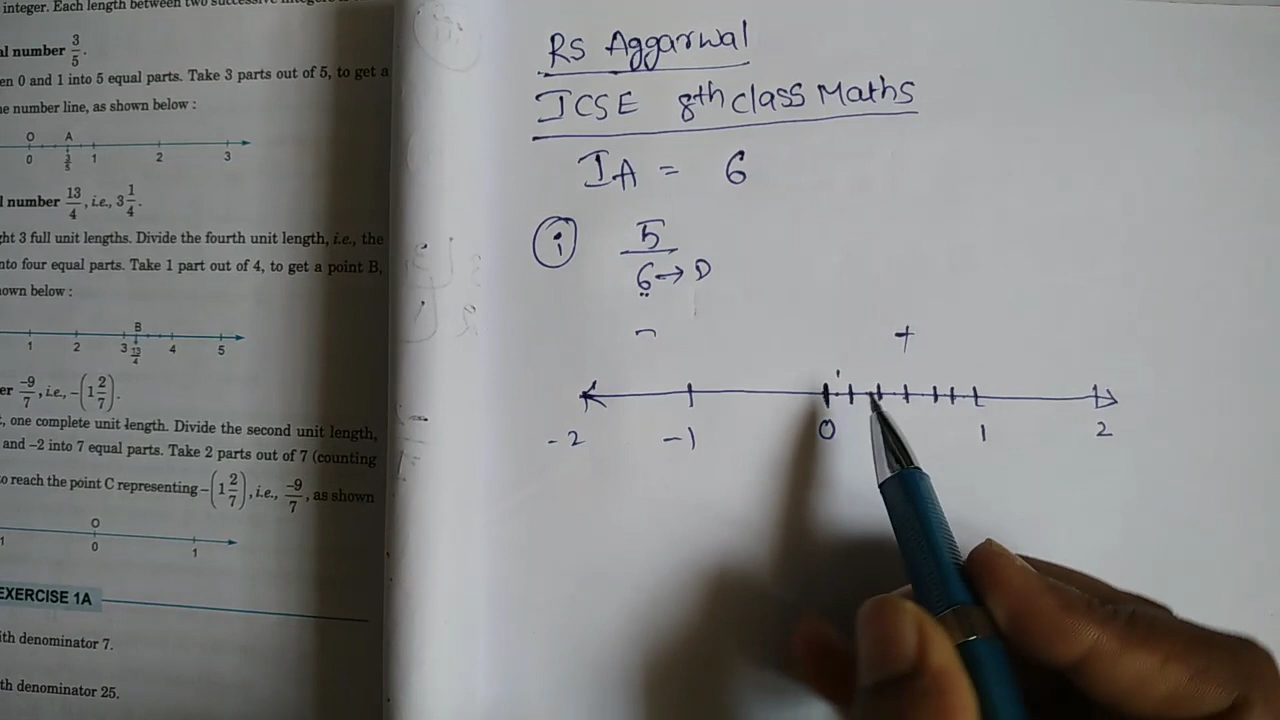 integer. Each length between two successive integers
al number 3/5.
en 0 and 1 into 5 equal parts. Take 3 parts out of 5, to get a
he number line, as shown below :
O A
0 3/5 1 2 3
l number 13/4, i.e., 3 1/4.
ght 3 full unit lengths. Divide the fourth unit length, i.e., the
nto four equal parts. Take 1 part out of 4, to get a point B,
own below :
B
1 2 3 13/4 4 5
er -9/7, i.e., -(1 2/7).
t, one complete unit length. Divide the second unit length,
and -2 into 7 equal parts. Take 2 parts out of 7 (counting
o reach the point C representing -(1 2/7), i.e., -9/7, as shown
O
1 0 1
EXERCISE 1A
ith denominator 7.
th denominator 25.
RS Aggarwal
ICSE 8th class Maths
IA = 6
i 5/6 → D
- +
-2 -1 0 1 2